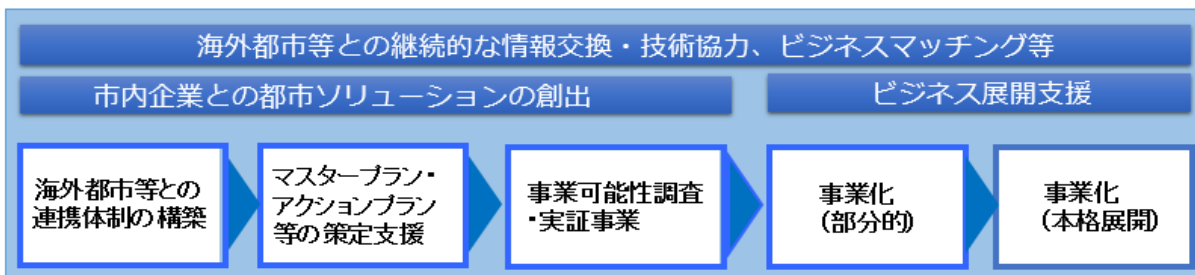 海外都市等との継続的な情報交換・技術協力、ビジネスマッチング等
市内企業との都市ソリューションの創出
ビジネス展開支援
海外都市等との
連携体制の構築
マスタープラン・
アクションプラン
等の策定支援
事業可能性調査
・実証事業
事業化
(部分的)
事業化
(本格展開)